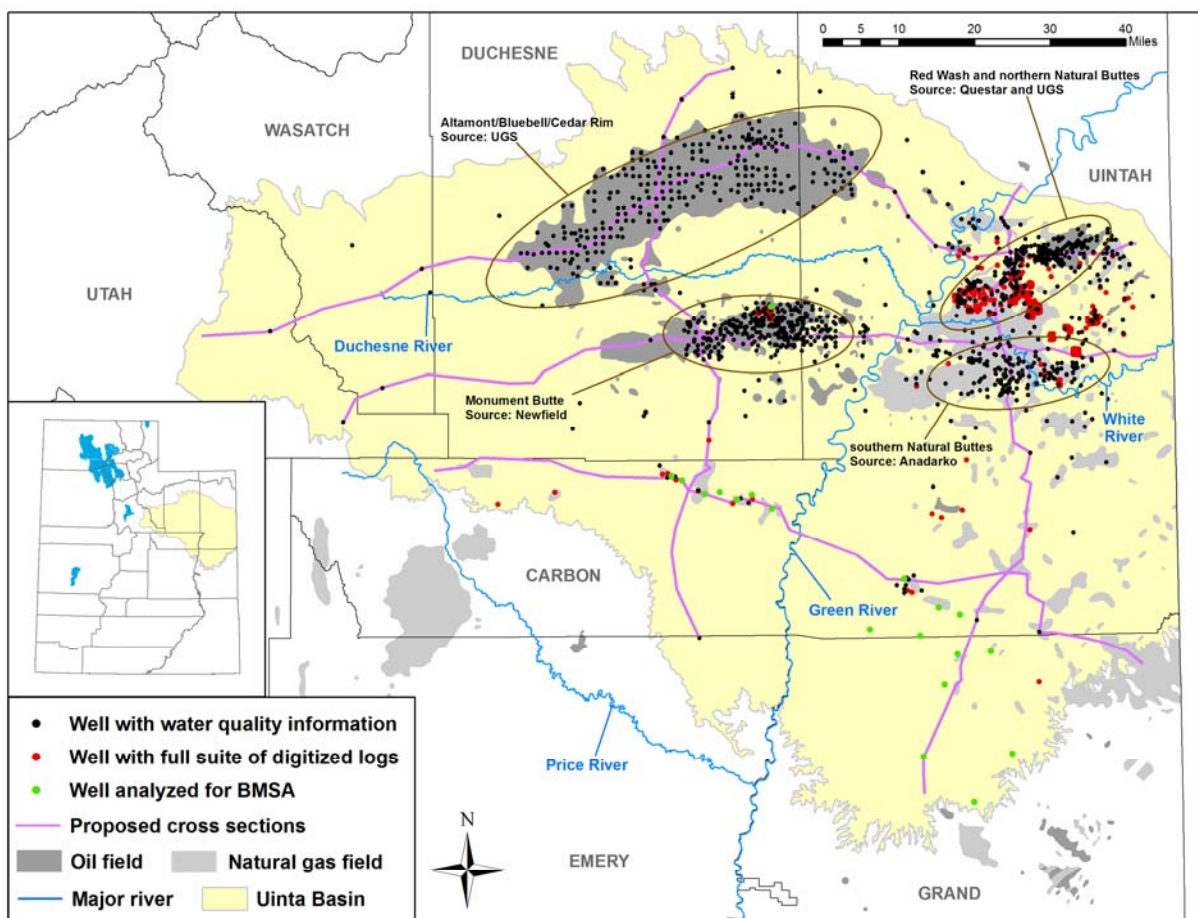 0 10 20 30 40
Miles
DUCHESNE
Red Wash and northern Natural Buttes
Source: Questar and UGS
Altamont/Bluebell/Cedar Rim
Source: UGS
WASATCH
UINTAH
UTAH
Duchesne River
Monument Butte
Source: Newfield
White
River
southern Natural Buttes
Source: Anadarko
CARBON
Green River
Price River
EMERY
GRAND
N
Well with water quality information
Well with full suite of digitized logs
Well analyzed for BMSA
Proposed cross sections
Oil field
Natural gas field
Major river
Uinta Basin